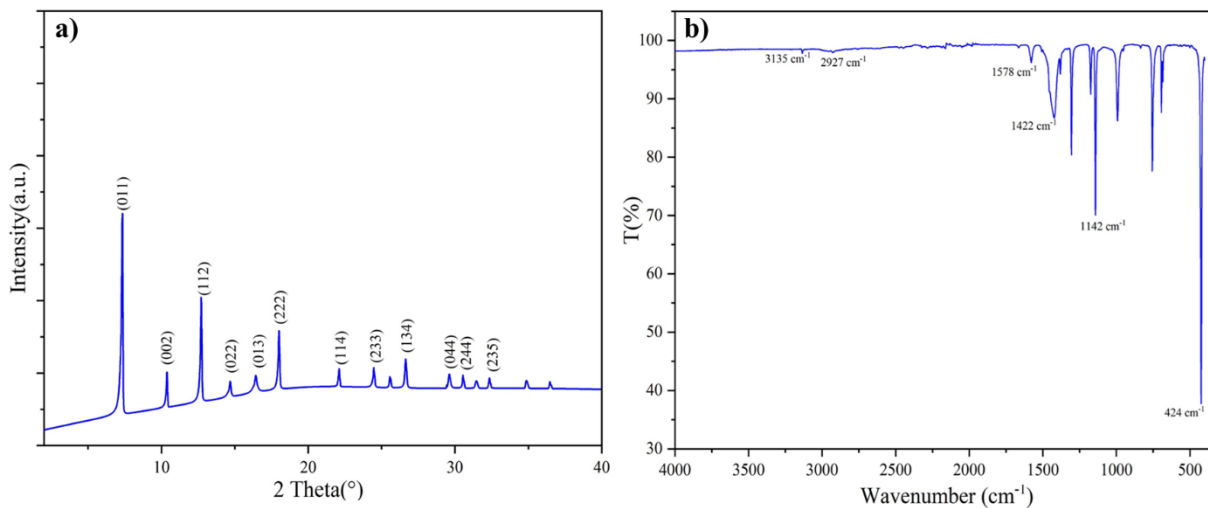 a)
Intensity(a.u.)
(011)
(002)
(112)
(022)
(013)
(222)
(114)
(233)
(134)
(044)
(244)
(235)
10
20
30
40
2 Theta(°)
b)
T(%)
100
90
80
70
60
50
40
30
3135 cm⁻¹
2927 cm⁻¹
1578 cm⁻¹
1422 cm⁻¹
1142 cm⁻¹
424 cm⁻¹
4000
3500
3000
2500
2000
1500
1000
500
Wavenumber (cm⁻¹)